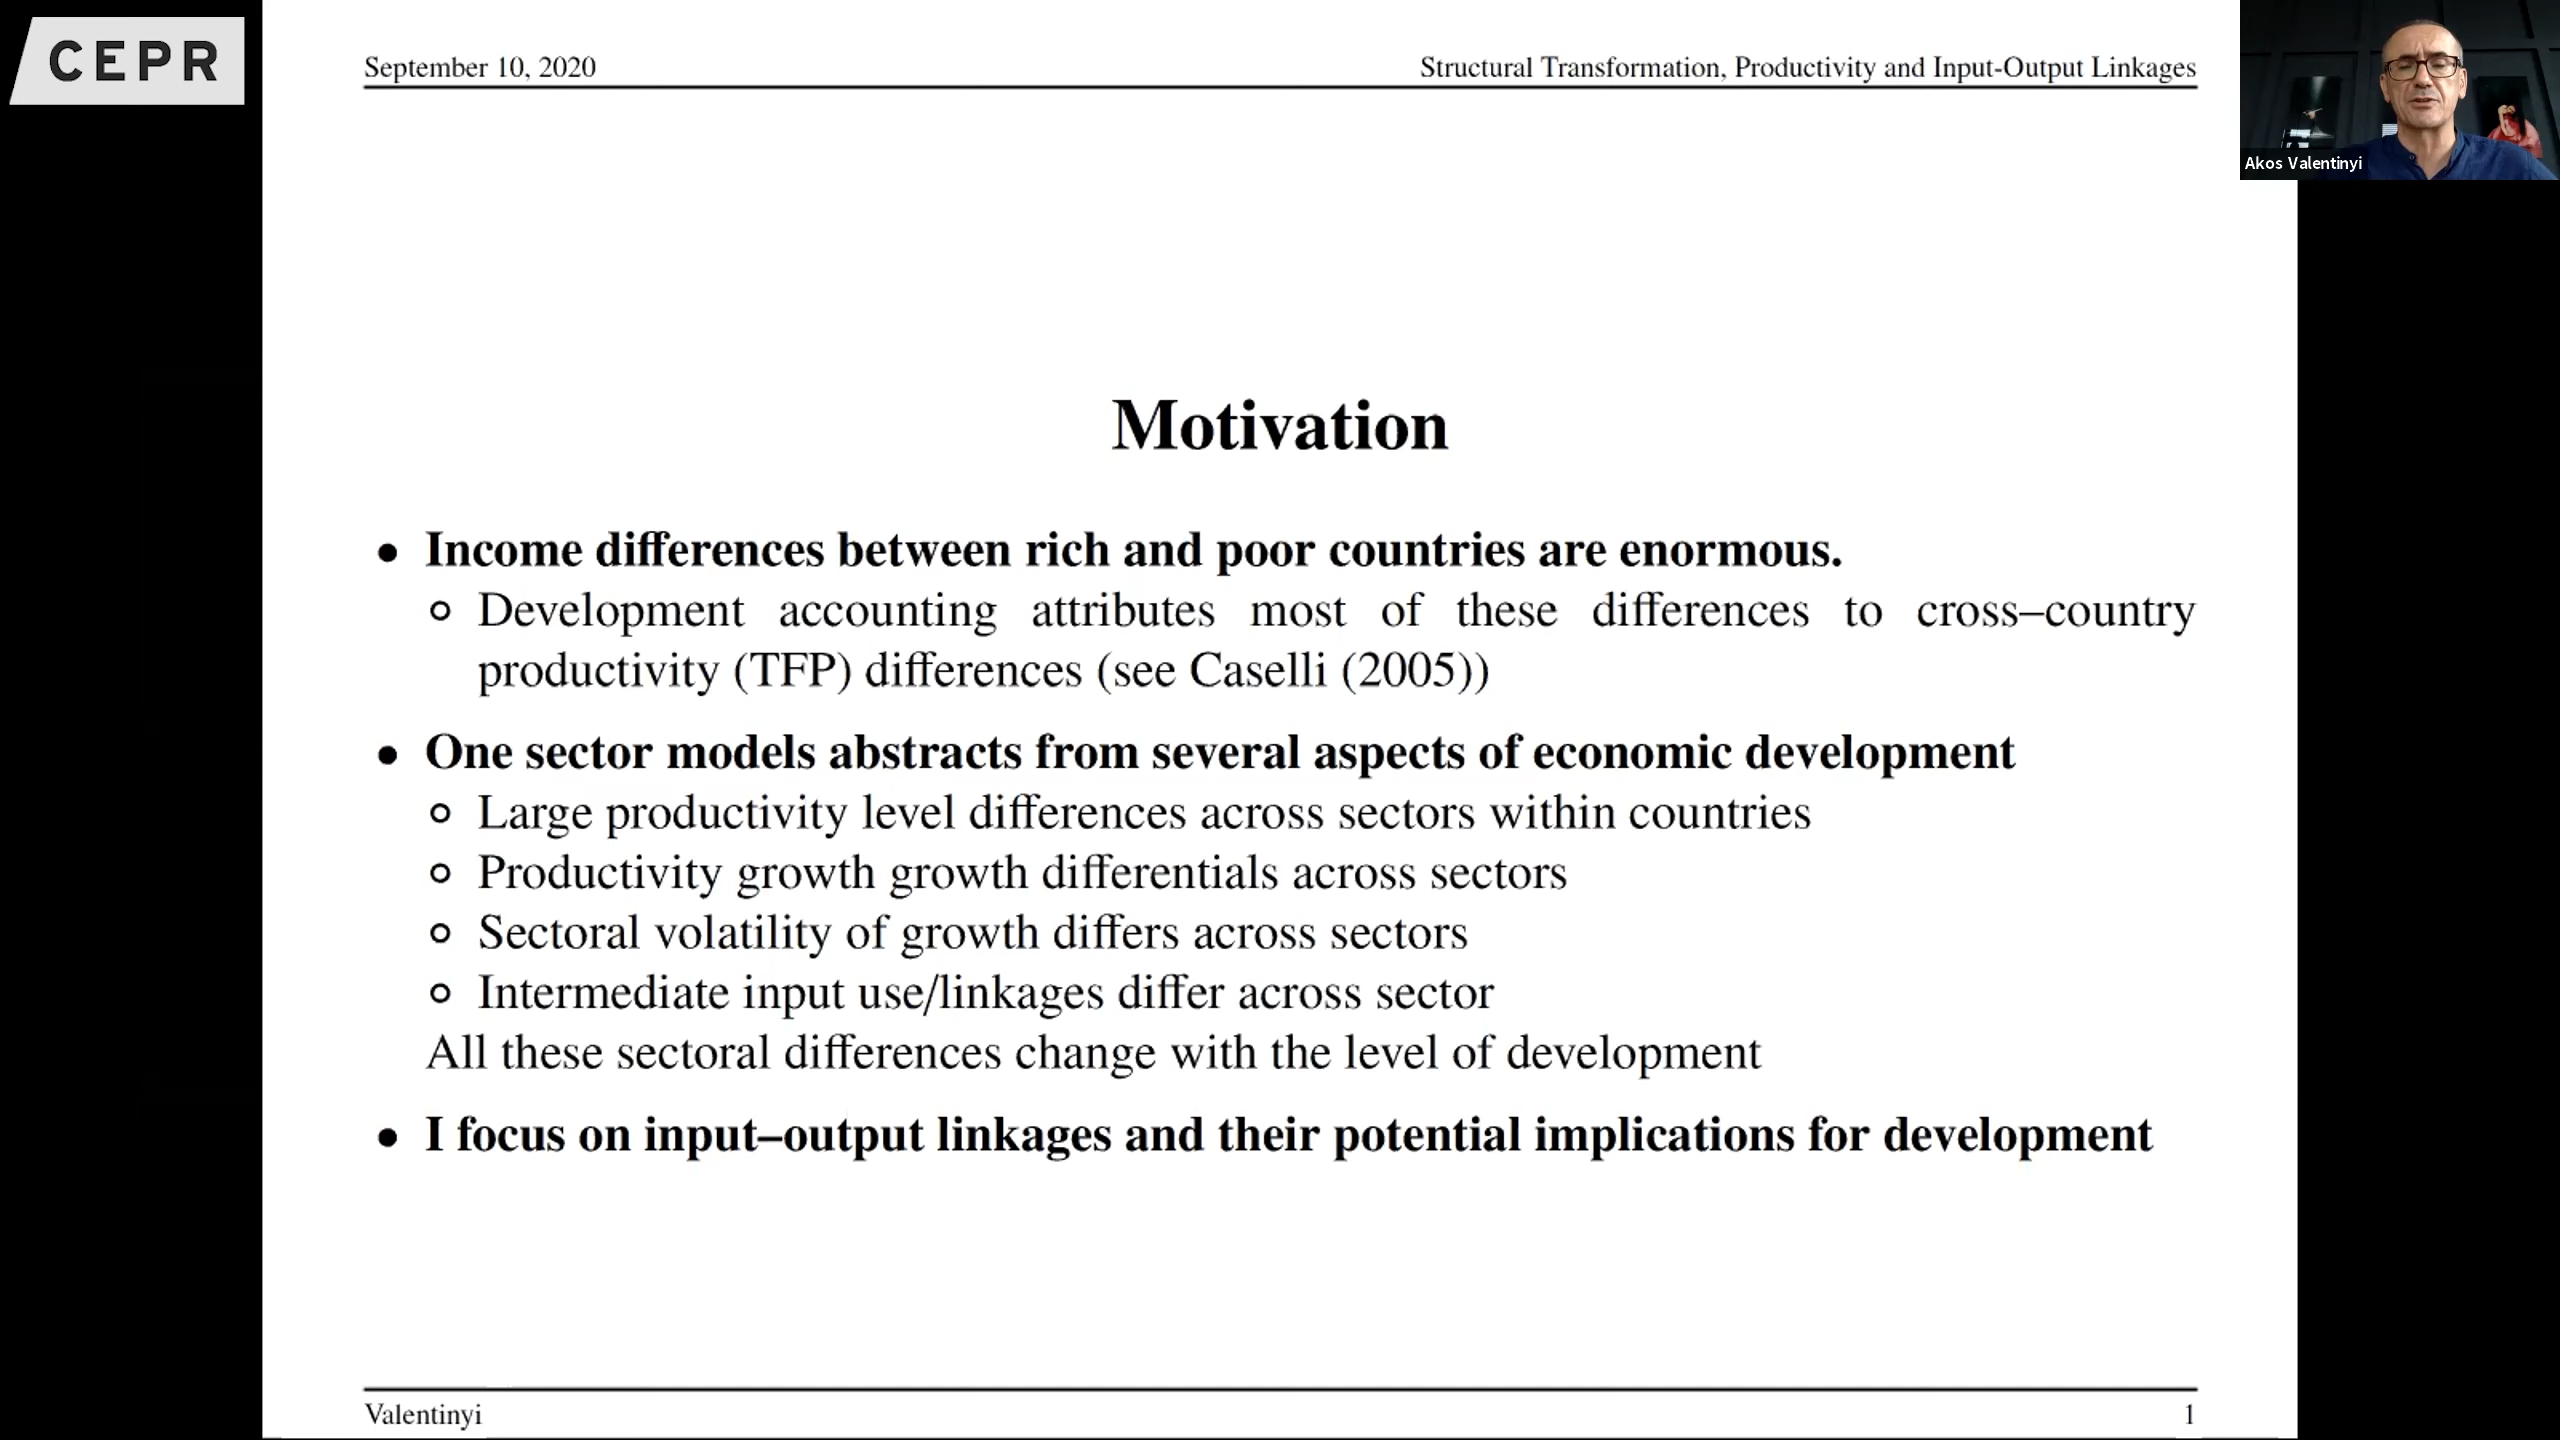 CEPR
September 10, 2020
Structural Transformation, Productivity and Input-Output Linkages
Akos Valentinyi
Motivation
• Income differences between rich and poor countries are enormous.
◦ Development accounting attributes most of these differences to cross–country
productivity (TFP) differences (see Caselli (2005))
• One sector models abstracts from several aspects of economic development
◦ Large productivity level differences across sectors within countries
◦ Productivity growth growth differentials across sectors
◦ Sectoral volatility of growth differs across sectors
◦ Intermediate input use/linkages differ across sector
All these sectoral differences change with the level of development
• I focus on input–output linkages and their potential implications for development
Valentinyi
1